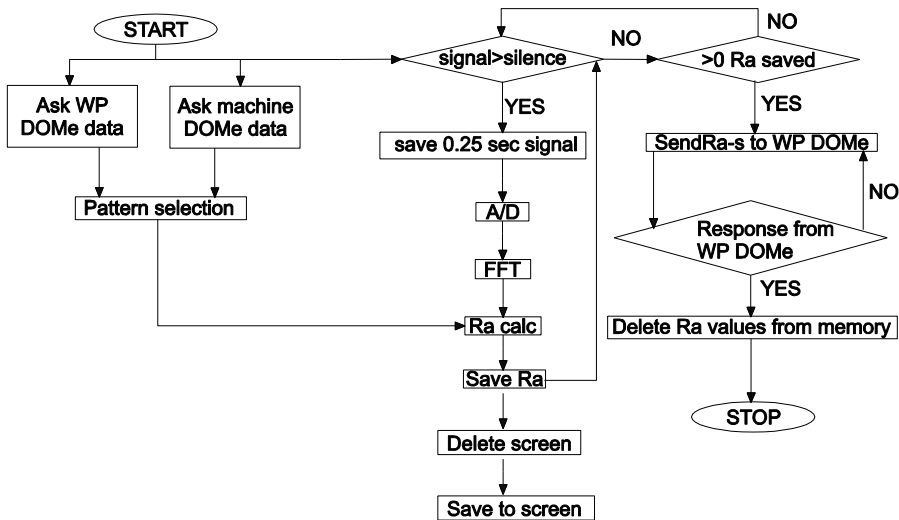 START
Ask WP
DOMe data
Ask machine
DOMe data
Pattern selection
signal>silence
NO
YES
save 0.25 sec signal
A/D
FFT
Ra calc
Save Ra
Delete screen
Save to screen
NO
>0 Ra saved
YES
SendRa-s to WP DOMe
NO
Response from
WP DOMe
YES
Delete Ra values from memory
STOP